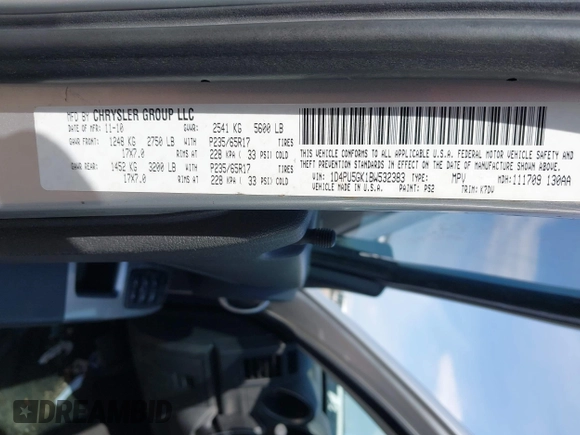 MFD BY CHRYSLER GROUP LLC
DATE OF MFR: 11-10 GVWR: 2541 KG 5600 LB
GAWR FRONT: 1248 KG 2750 LB WITH P235/65R17 TIRES
17X7.0 RIMS AT 228 KPA ( 33 PSI) COLD
GAWR REAR: 1452 KG 3200 LB WITH P235/65R17 TIRES
17X7.0 RIMS AT 228 KPA ( 33 PSI) COLD
THIS VEHICLE CONFORMS TO ALL APPLICABLE U.S.A. FEDERAL MOTOR VEHICLE SAFETY AND
THEFT PREVENTION STANDARDS IN EFFECT ON THE DATE OF MANUFACTURE SHOWN ABOVE.
MADE IN U.S.A.
VIN: 1D4PU5GK1BW532383 TYPE: MPV MDH: 111709 130AA
VEHICLE MADE IN U.S.A. PAINT: PS2 TRIM: K7DV
DREAMBID